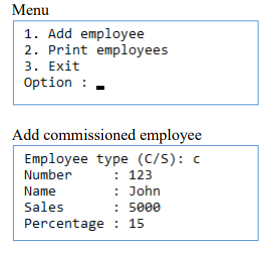 Menu
1. Add employee
2. Print employees
3. Exit
Option :
Add commissioned employee
Employee type (C/S): c
Number : 123
Name : John
Sales : 5000
Percentage : 15